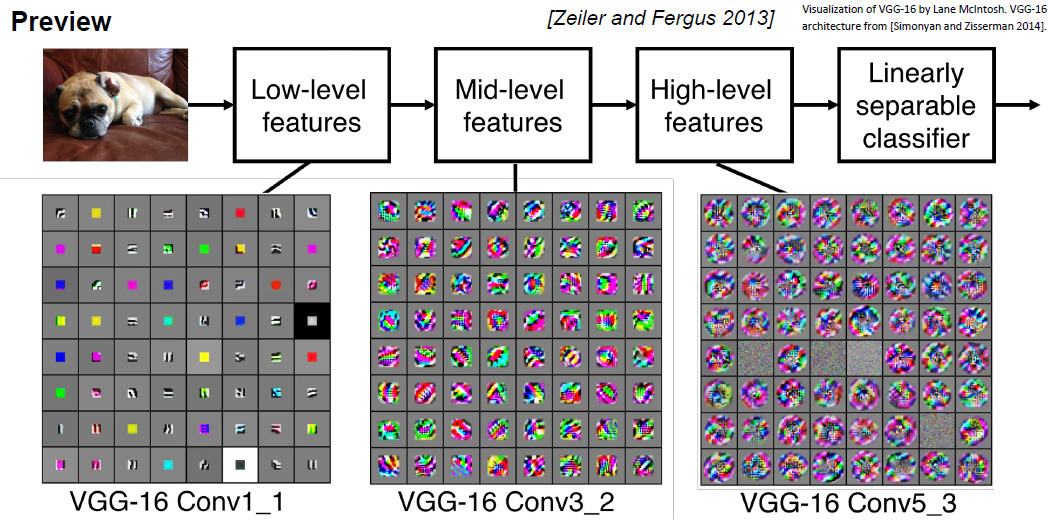 Preview
[Zeiler and Fergus 2013]
Visualization of VGG-16 by Lane McIntosh. VGG-16
architecture from [Simonyan and Zisserman 2014].
Low-level
features
Mid-level
features
High-level
features
Linearly
separable
classifier
VGG-16 Conv1_1
VGG-16 Conv3_2
VGG-16 Conv5_3